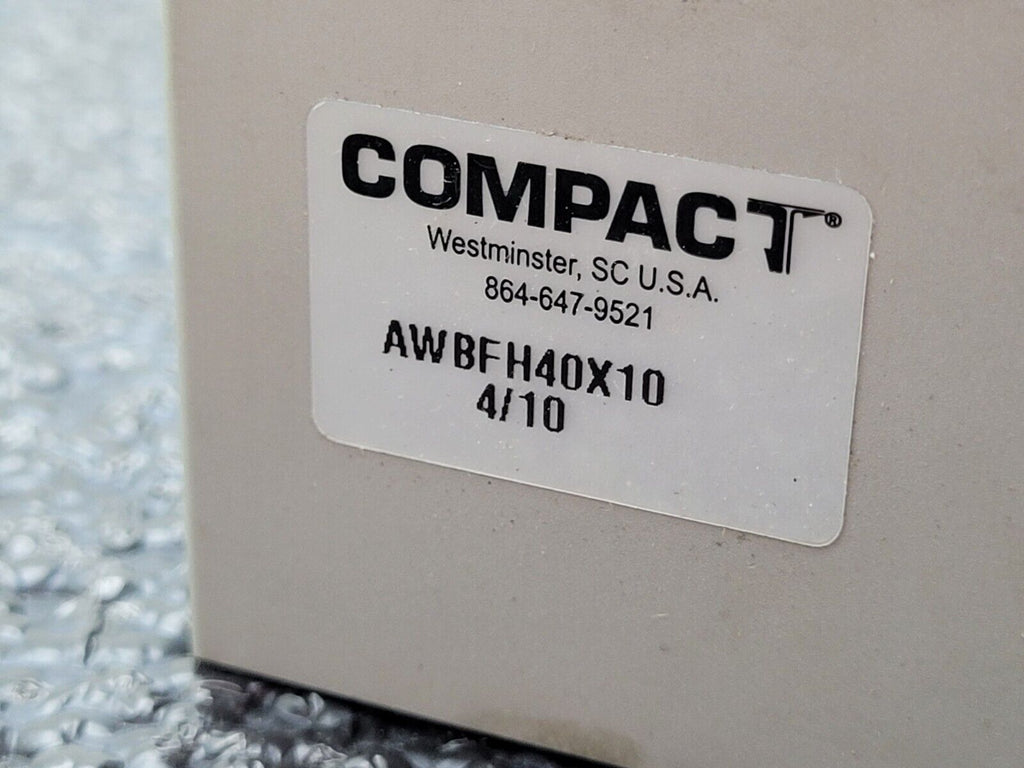 COMPACT®
Westminster, SC U.S.A.
864-647-9521
AWBFH40X10
4/10